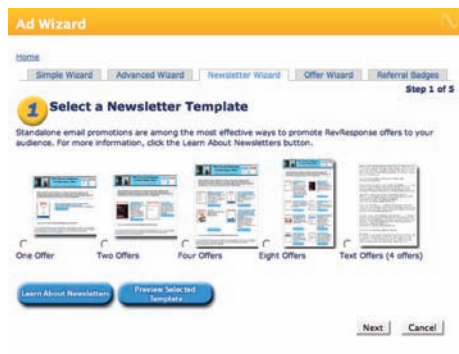 Ad Wizard
Home
Simple Wizard Advanced Wizard Newsletter Wizard Offer Wizard Referral Badges
Step 1 of 5
1 Select a Newsletter Template
Standalone email promotions are among the most effective ways to promote RevResponse offers to your
audience. For more information, click the Learn About Newsletters button.
One Offer Two Offers Four Offers Eight Offers Text Offers (4 offers)
Learn About Newsletters Preview Selected
Template
Next Cancel